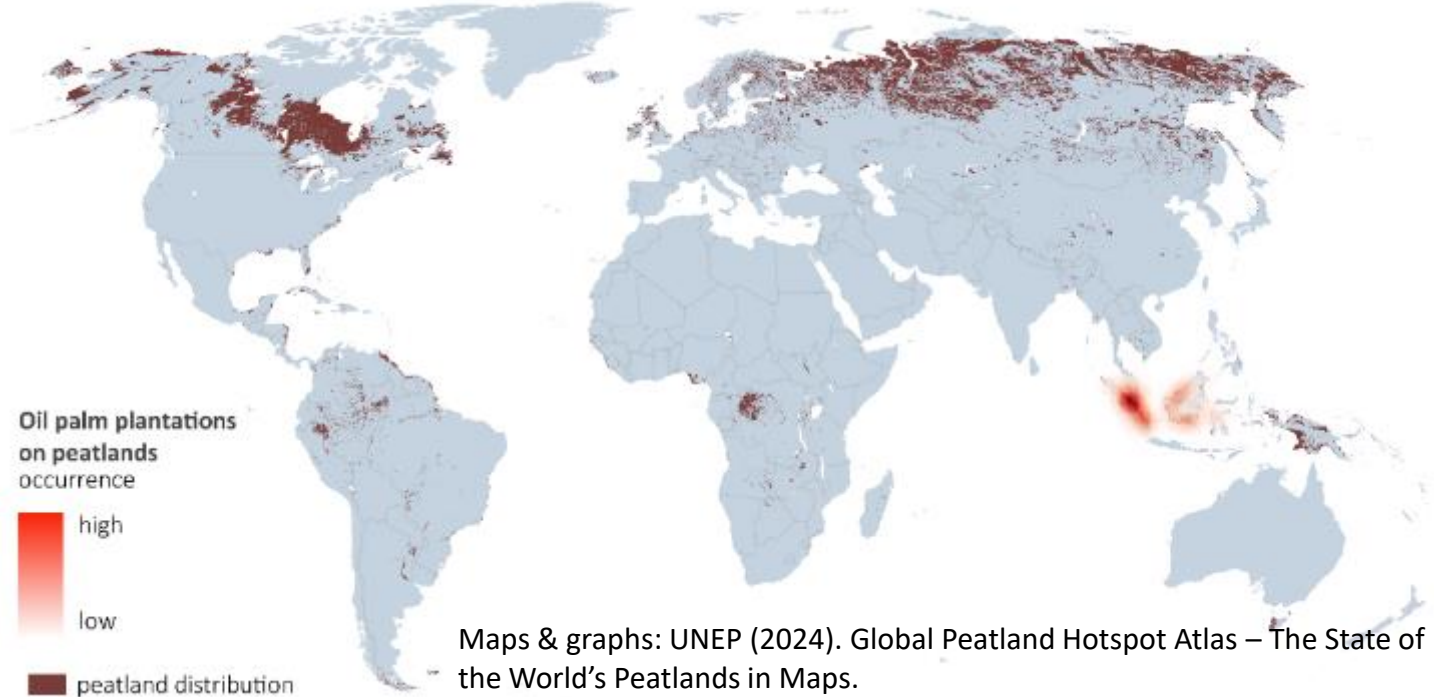 Oil palm plantations
on peatlands
occurrence
high
low
peatland distribution
Maps & graphs: UNEP (2024). Global Peatland Hotspot Atlas – The State of
the World’s Peatlands in Maps.